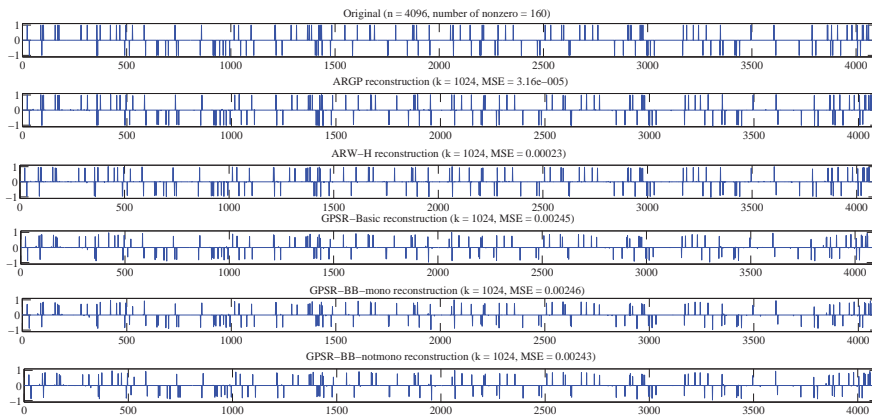 Original (n = 4096, number of nonzero = 160)
1
0
−1
0 500 1000 1500 2000 2500 3000 3500 4000
ARGP reconstruction (k = 1024, MSE = 3.16e−005)
1
0
−1
0 500 1000 1500 2000 2500 3000 3500 4000
ARW−H reconstruction (k = 1024, MSE = 0.00023)
1
0
−1
0 500 1000 1500 2000 2500 3000 3500 4000
GPSR−Basic reconstruction (k = 1024, MSE = 0.00245)
1
0
−1
0 500 1000 1500 2000 2500 3000 3500 4000
GPSR−BB−mono reconstruction (k = 1024, MSE = 0.00246)
1
0
−1
0 500 1000 1500 2000 2500 3000 3500 4000
GPSR−BB−notmono reconstruction (k = 1024, MSE = 0.00243)
1
0
−1
0 500 1000 1500 2000 2500 3000 3500 4000